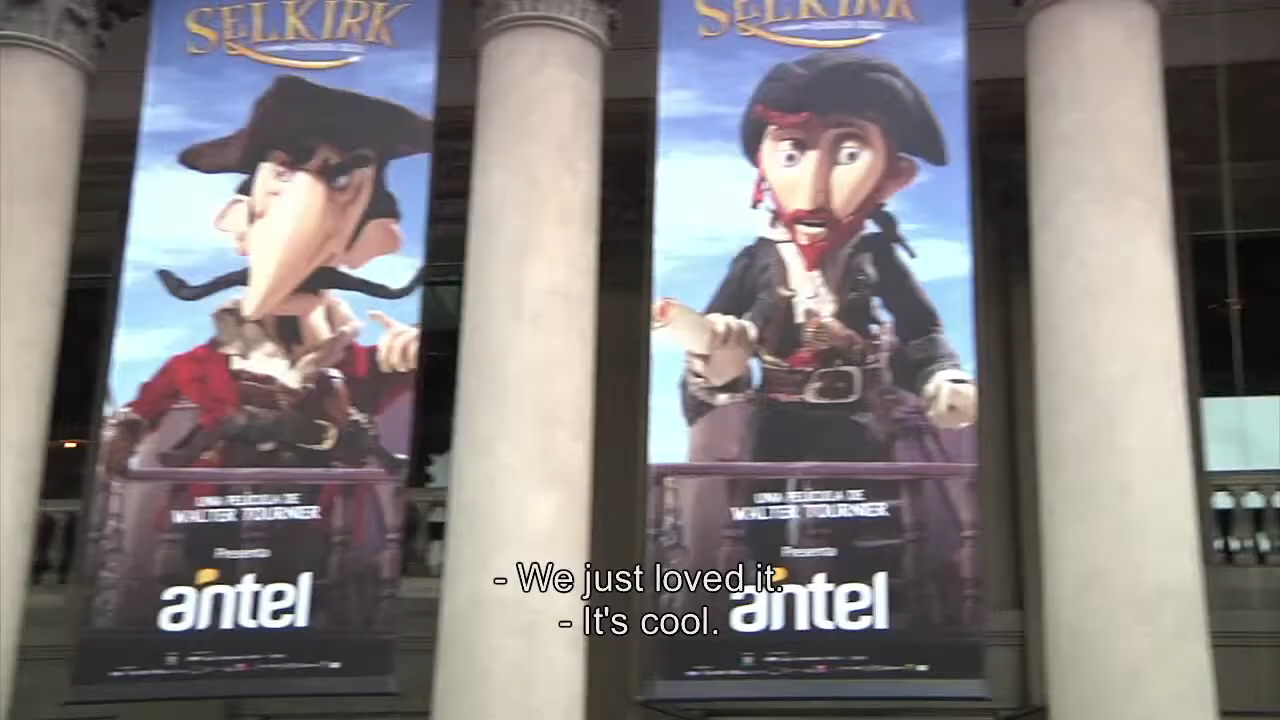 SELKIRK
SELKIRK
UNA PELÍCULA DE
WALTER TOURNIER
Presenta
antel
UNA PELÍCULA DE
WALTER TOURNIER
Presenta
antel
- We just loved it.
- It's cool.